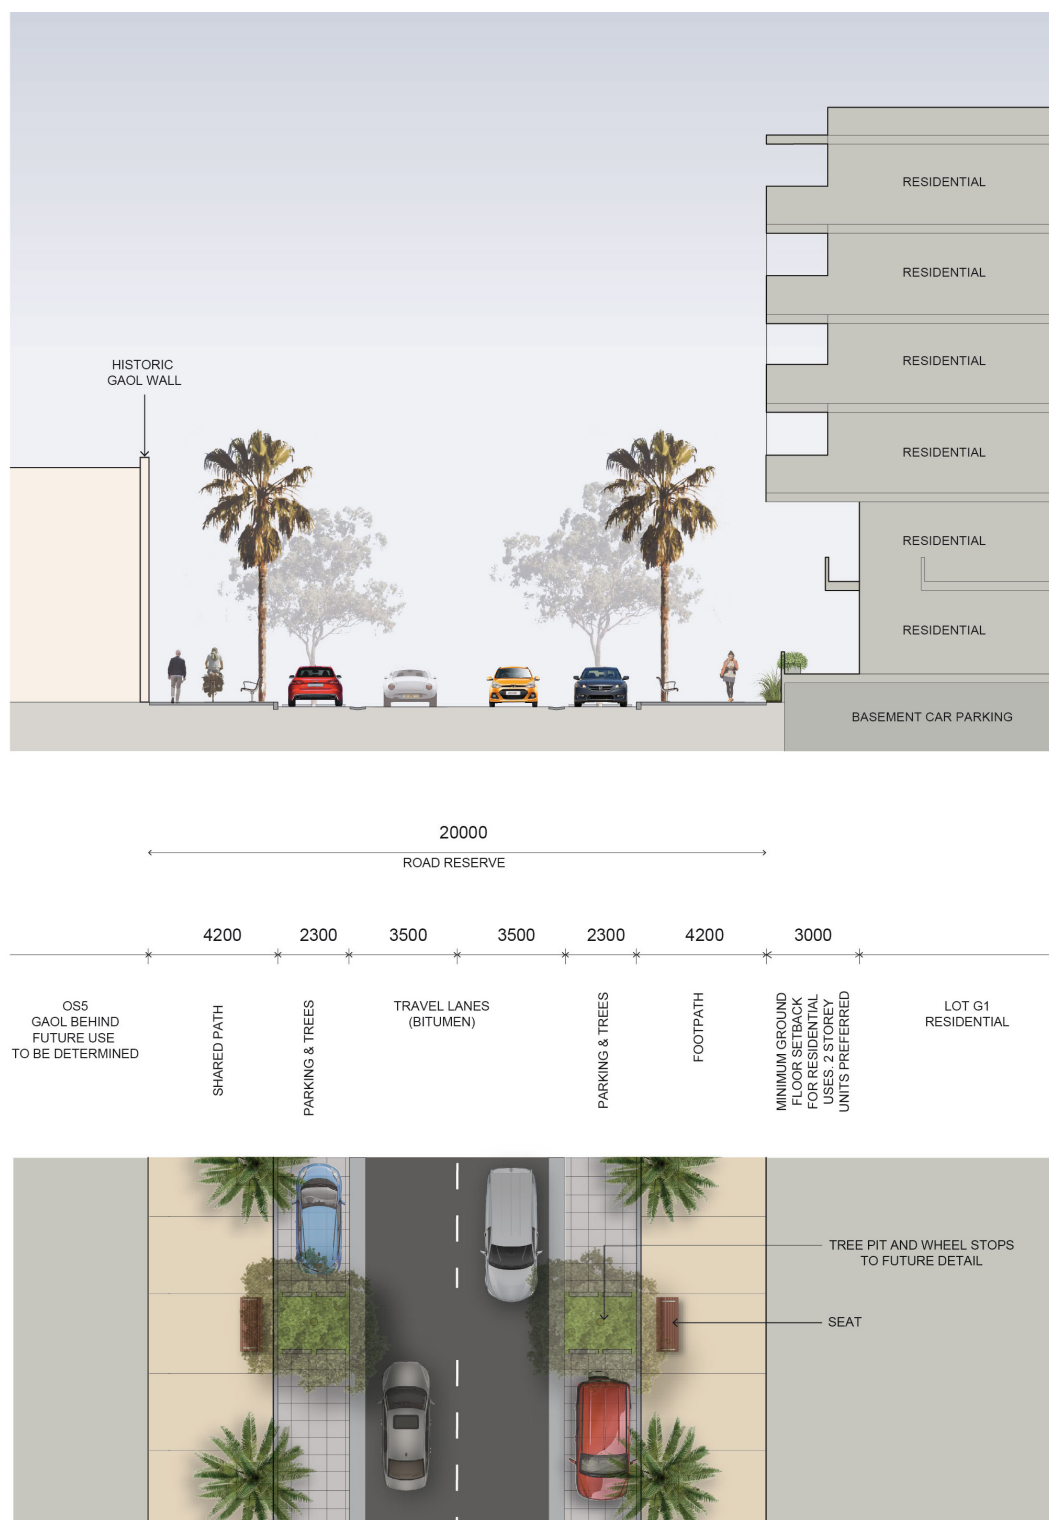 RESIDENTIAL
RESIDENTIAL
RESIDENTIAL
HISTORIC
GAOL WALL
RESIDENTIAL
RESIDENTIAL
RESIDENTIAL
BASEMENT CAR PARKING
20000
ROAD RESERVE
4200
2300
3500
3500
2300
4200
3000
OS5
GAOL BEHIND
FUTURE USE
TO BE DETERMINED
SHARED PATH
PARKING & TREES
TRAVEL LANES
(BITUMEN)
PARKING & TREES
FOOTPATH
MINIMUM GROUND
FLOOR SETBACK
FOR RESIDENTIAL
USES. 2 STOREY
UNITS PREFERRED
LOT G1
RESIDENTIAL
TREE PIT AND WHEEL STOPS
TO FUTURE DETAIL
SEAT